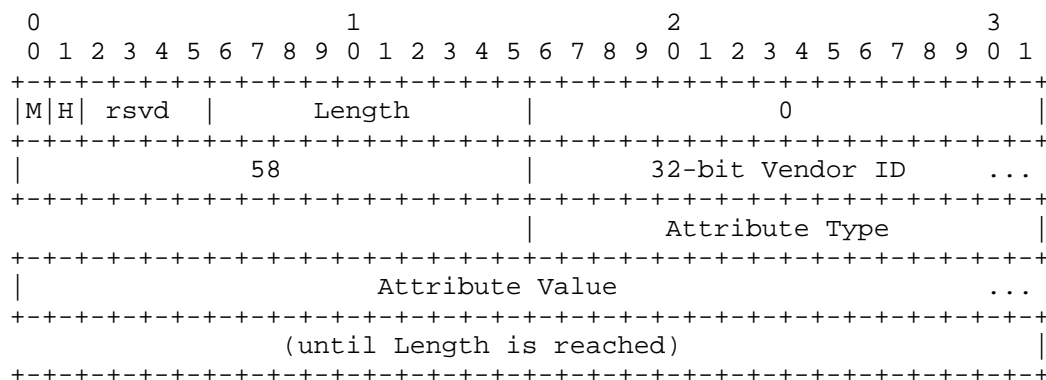 0                   1                   2                   3
 0 1 2 3 4 5 6 7 8 9 0 1 2 3 4 5 6 7 8 9 0 1 2 3 4 5 6 7 8 9 0 1
+-+-+-+-+-+-+-+-+-+-+-+-+-+-+-+-+-+-+-+-+-+-+-+-+-+-+-+-+-+-+-+-+
|M|H| rsvd  |      Length       |               0               |
+-+-+-+-+-+-+-+-+-+-+-+-+-+-+-+-+-+-+-+-+-+-+-+-+-+-+-+-+-+-+-+-+
|              58               |       32-bit Vendor ID     ...
+-+-+-+-+-+-+-+-+-+-+-+-+-+-+-+-+-+-+-+-+-+-+-+-+-+-+-+-+-+-+-+-+
                                |        Attribute Type         |
+-+-+-+-+-+-+-+-+-+-+-+-+-+-+-+-+-+-+-+-+-+-+-+-+-+-+-+-+-+-+-+-+
|                      Attribute Value                       ...
+-+-+-+-+-+-+-+-+-+-+-+-+-+-+-+-+-+-+-+-+-+-+-+-+-+-+-+-+-+-+-+-+
                 (until Length is reached)                      |
+-+-+-+-+-+-+-+-+-+-+-+-+-+-+-+-+-+-+-+-+-+-+-+-+-+-+-+-+-+-+-+-+